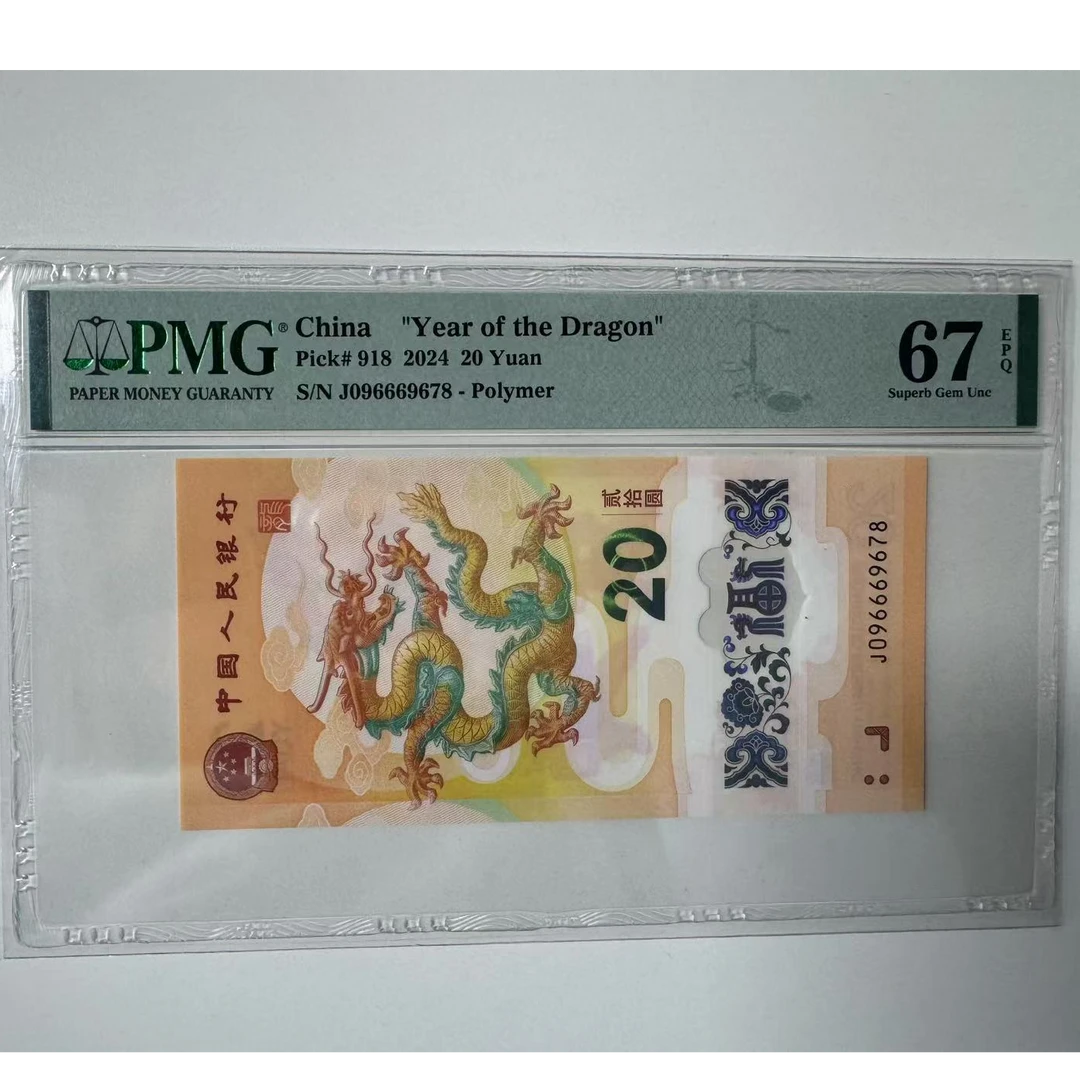 PMG® China "Year of the Dragon"
Pick# 918 2024 20 Yuan
PAPER MONEY GUARANTY S/N J096669678 - Polymer
67
EPQ
Superb Gem Unc
中国人民银行
贰拾圆
20
J096669678